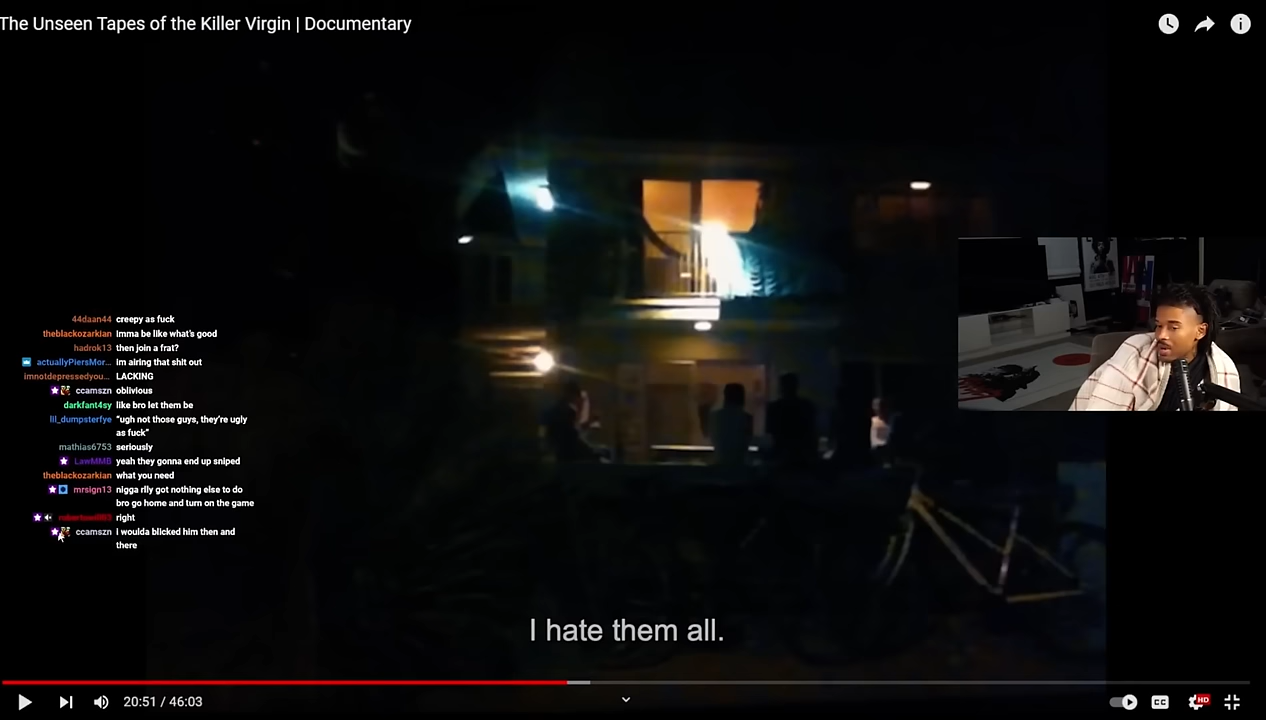 The Unseen Tapes of the Killer Virgin | Documentary
44daan44 creepy as fuck
theblackozarkian Imma be like what's good
hadrok13 then join a frat?
actuallyPiersMor... im airing that shit out
imnotdepressedyou... LACKING
ccamszn oblivious
darkfant4sy like bro let them be
lil_dumpsterfye "ugh not those guys, they're ugly
as fuck"
mathias6753 seriously
LawMMB yeah they gonna end up sniped
theblackozarkian what you need
mrsign13 nigga rlly got nothing else to do
bro go home and turn on the game
right
ccamszn I woulda blicked him then and
there
I hate them all.
20:51 / 46:03
CC
HD